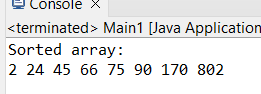 Console
<terminated> Main1 [Java Application
Sorted array:
2 24 45 66 75 90 170 802